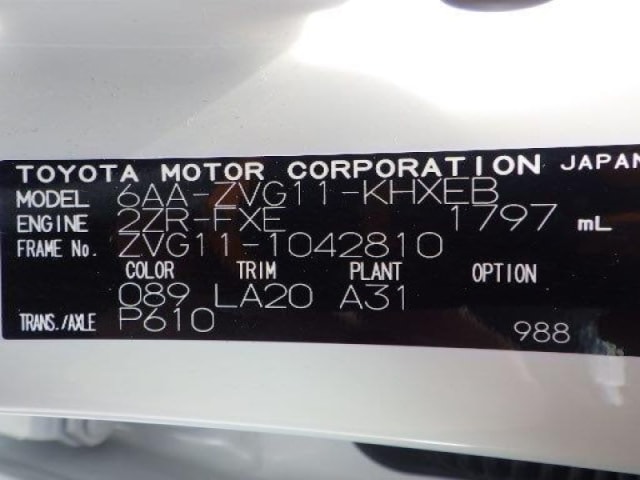 TOYOTA MOTOR CORPORATION JAPAN
MODEL 6AA-ZVG11-KHXEB
ENGINE 2ZR-FXE 1797 mL
FRAME No. ZVG11-1042810
COLOR TRIM PLANT OPTION
089 LA20 A31
TRANS./AXLE P610
988